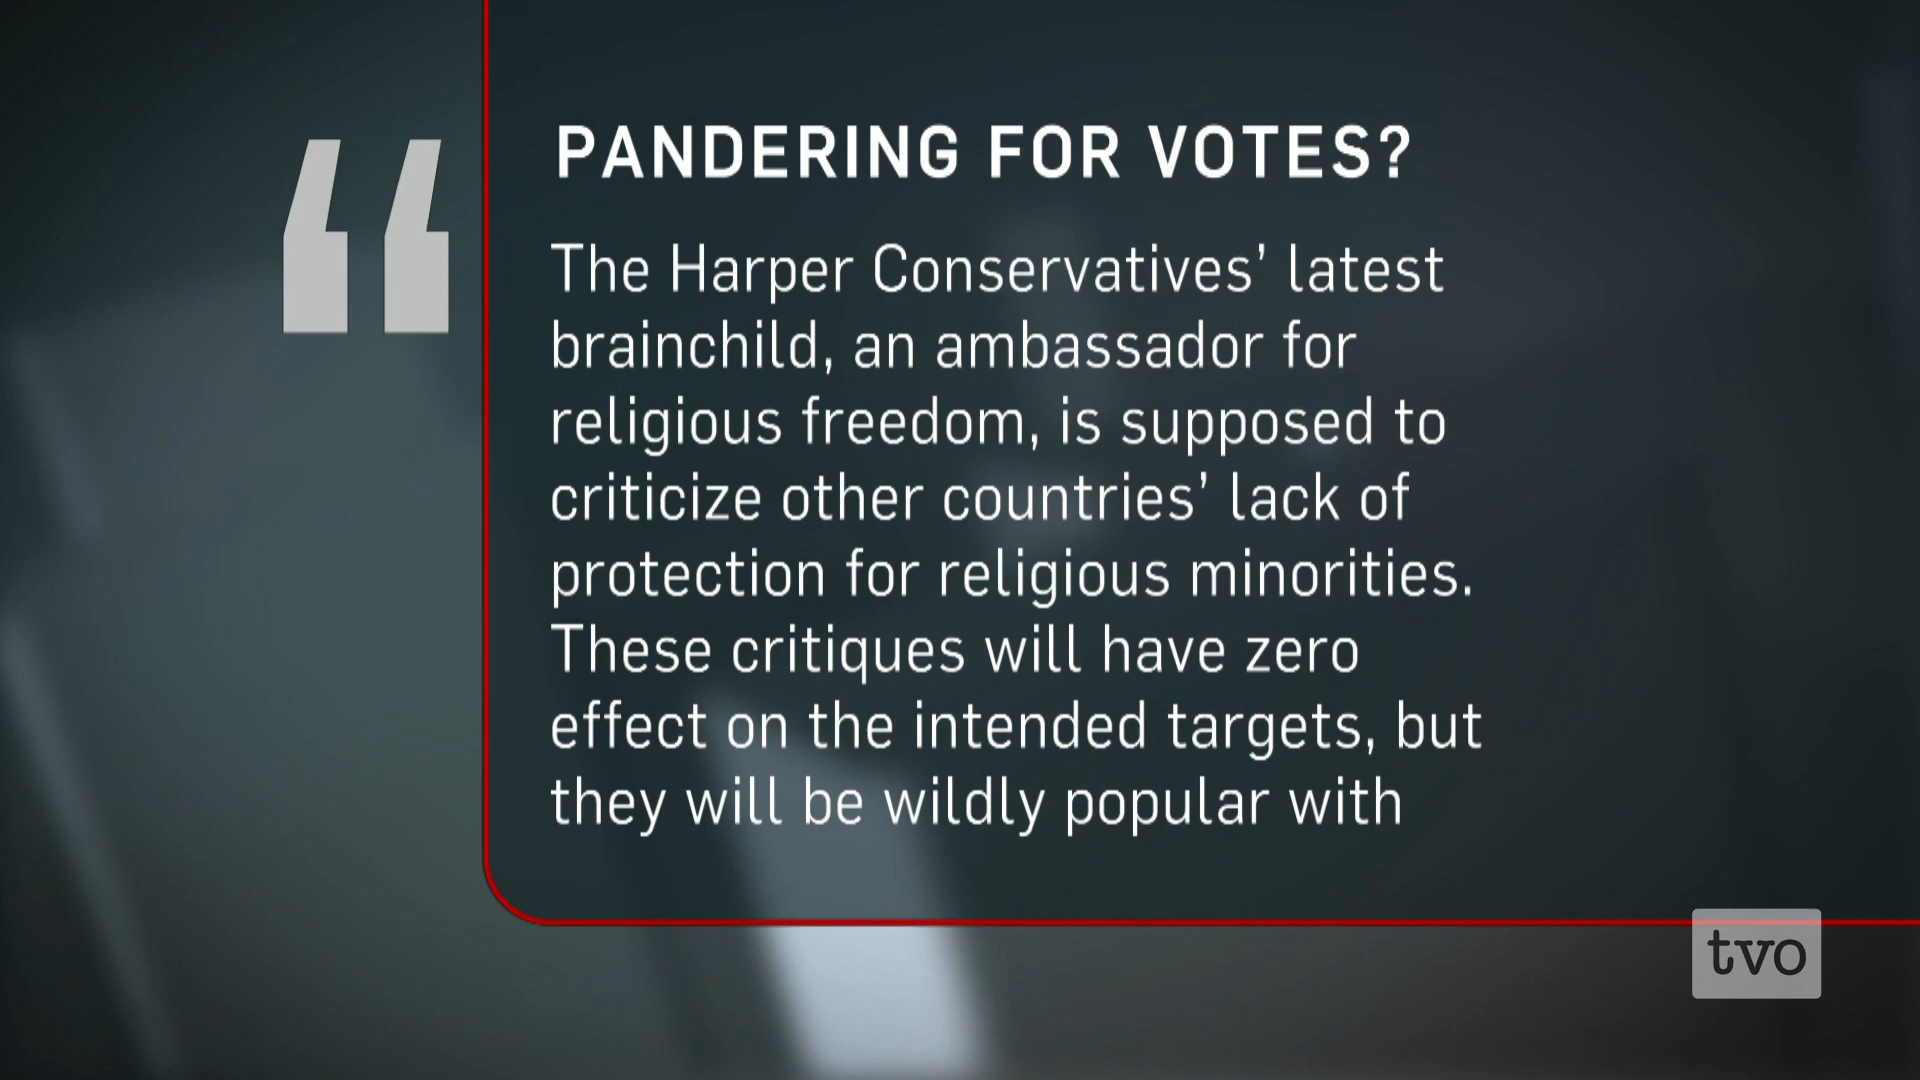 PANDERING FOR VOTES?
The Harper Conservatives’ latest
brainchild, an ambassador for
religious freedom, is supposed to
criticize other countries’ lack of
protection for religious minorities.
These critiques will have zero
effect on the intended targets, but
they will be wildly popular with
tvo